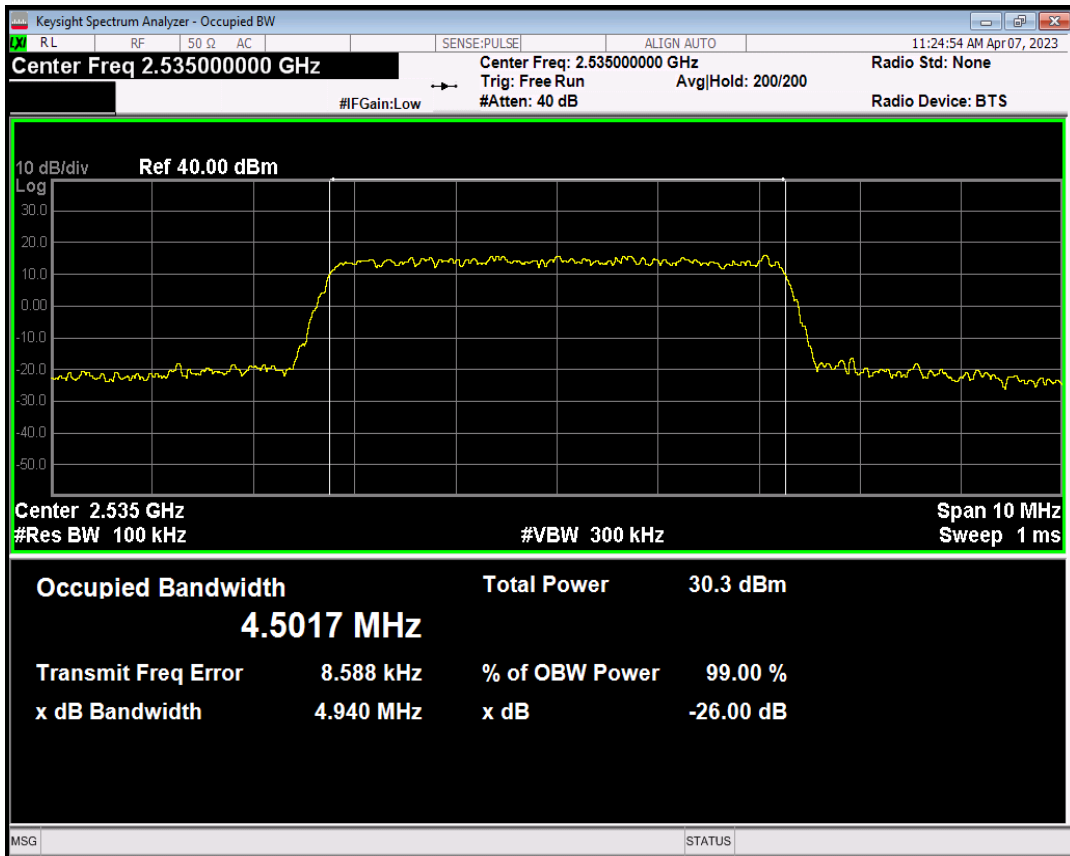 Keysight Spectrum Analyzer - Occupied BW
LXI RL RF 50 Ω AC SENSE:PULSE ALIGN AUTO 11:24:54 AM Apr 07, 2023
Center Freq 2.535000000 GHz Center Freq: 2.535000000 GHz Radio Std: None
Trig: Free Run Avg|Hold: 200/200
#IFGain:Low #Atten: 40 dB Radio Device: BTS
10 dB/div Ref 40.00 dBm
Log
30.0
20.0
10.0
0.00
-10.0
-20.0
-30.0
-40.0
-50.0
Center 2.535 GHz Span 10 MHz
#Res BW 100 kHz #VBW 300 kHz Sweep 1 ms
Occupied Bandwidth Total Power 30.3 dBm
4.5017 MHz
Transmit Freq Error 8.588 kHz % of OBW Power 99.00 %
x dB Bandwidth 4.940 MHz x dB -26.00 dB
MSG STATUS